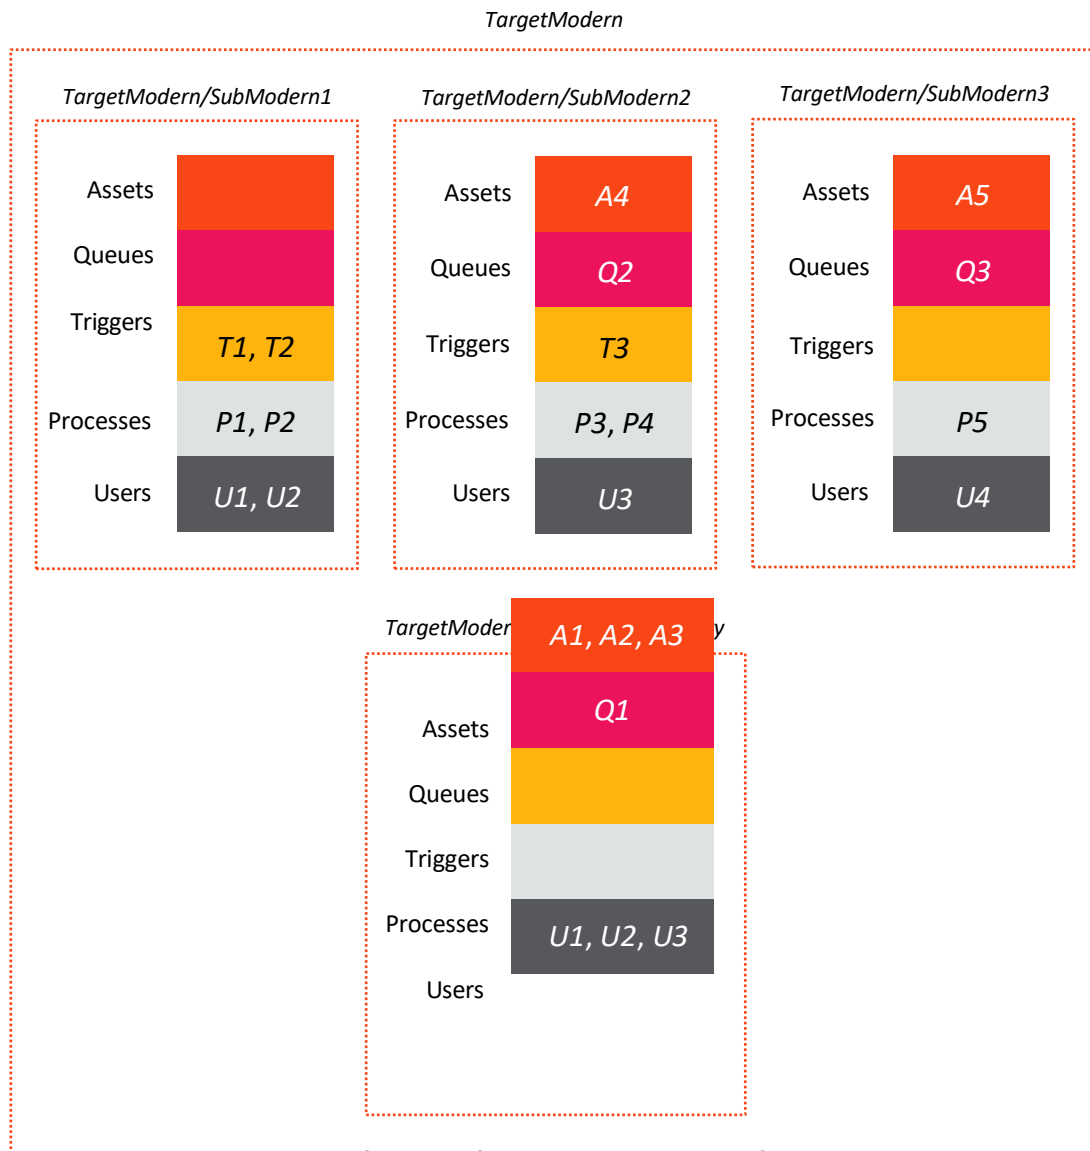 TargetModern
TargetModern/SubModern1
Assets
Queues
Triggers
T1, T2
Processes
P1, P2
Users
U1, U2
TargetModern/SubModern2
Assets
A4
Queues
Q2
Triggers
T3
Processes
P3, P4
Users
U3
TargetModern/SubModern3
Assets
A5
Queues
Q3
Triggers
Processes
P5
Users
U4
A1, A2, A3
Q1
Assets
Queues
Triggers
Processes
U1, U2, U3
Users